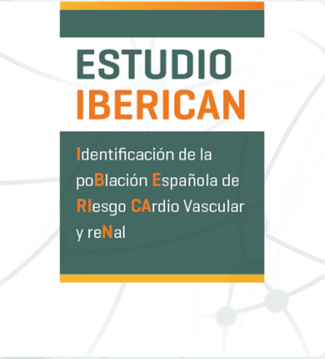 ESTUDIO
IBERICAN
Identificación de la
poBlación Española de
RIesgo CArdio Vascular
y reNal